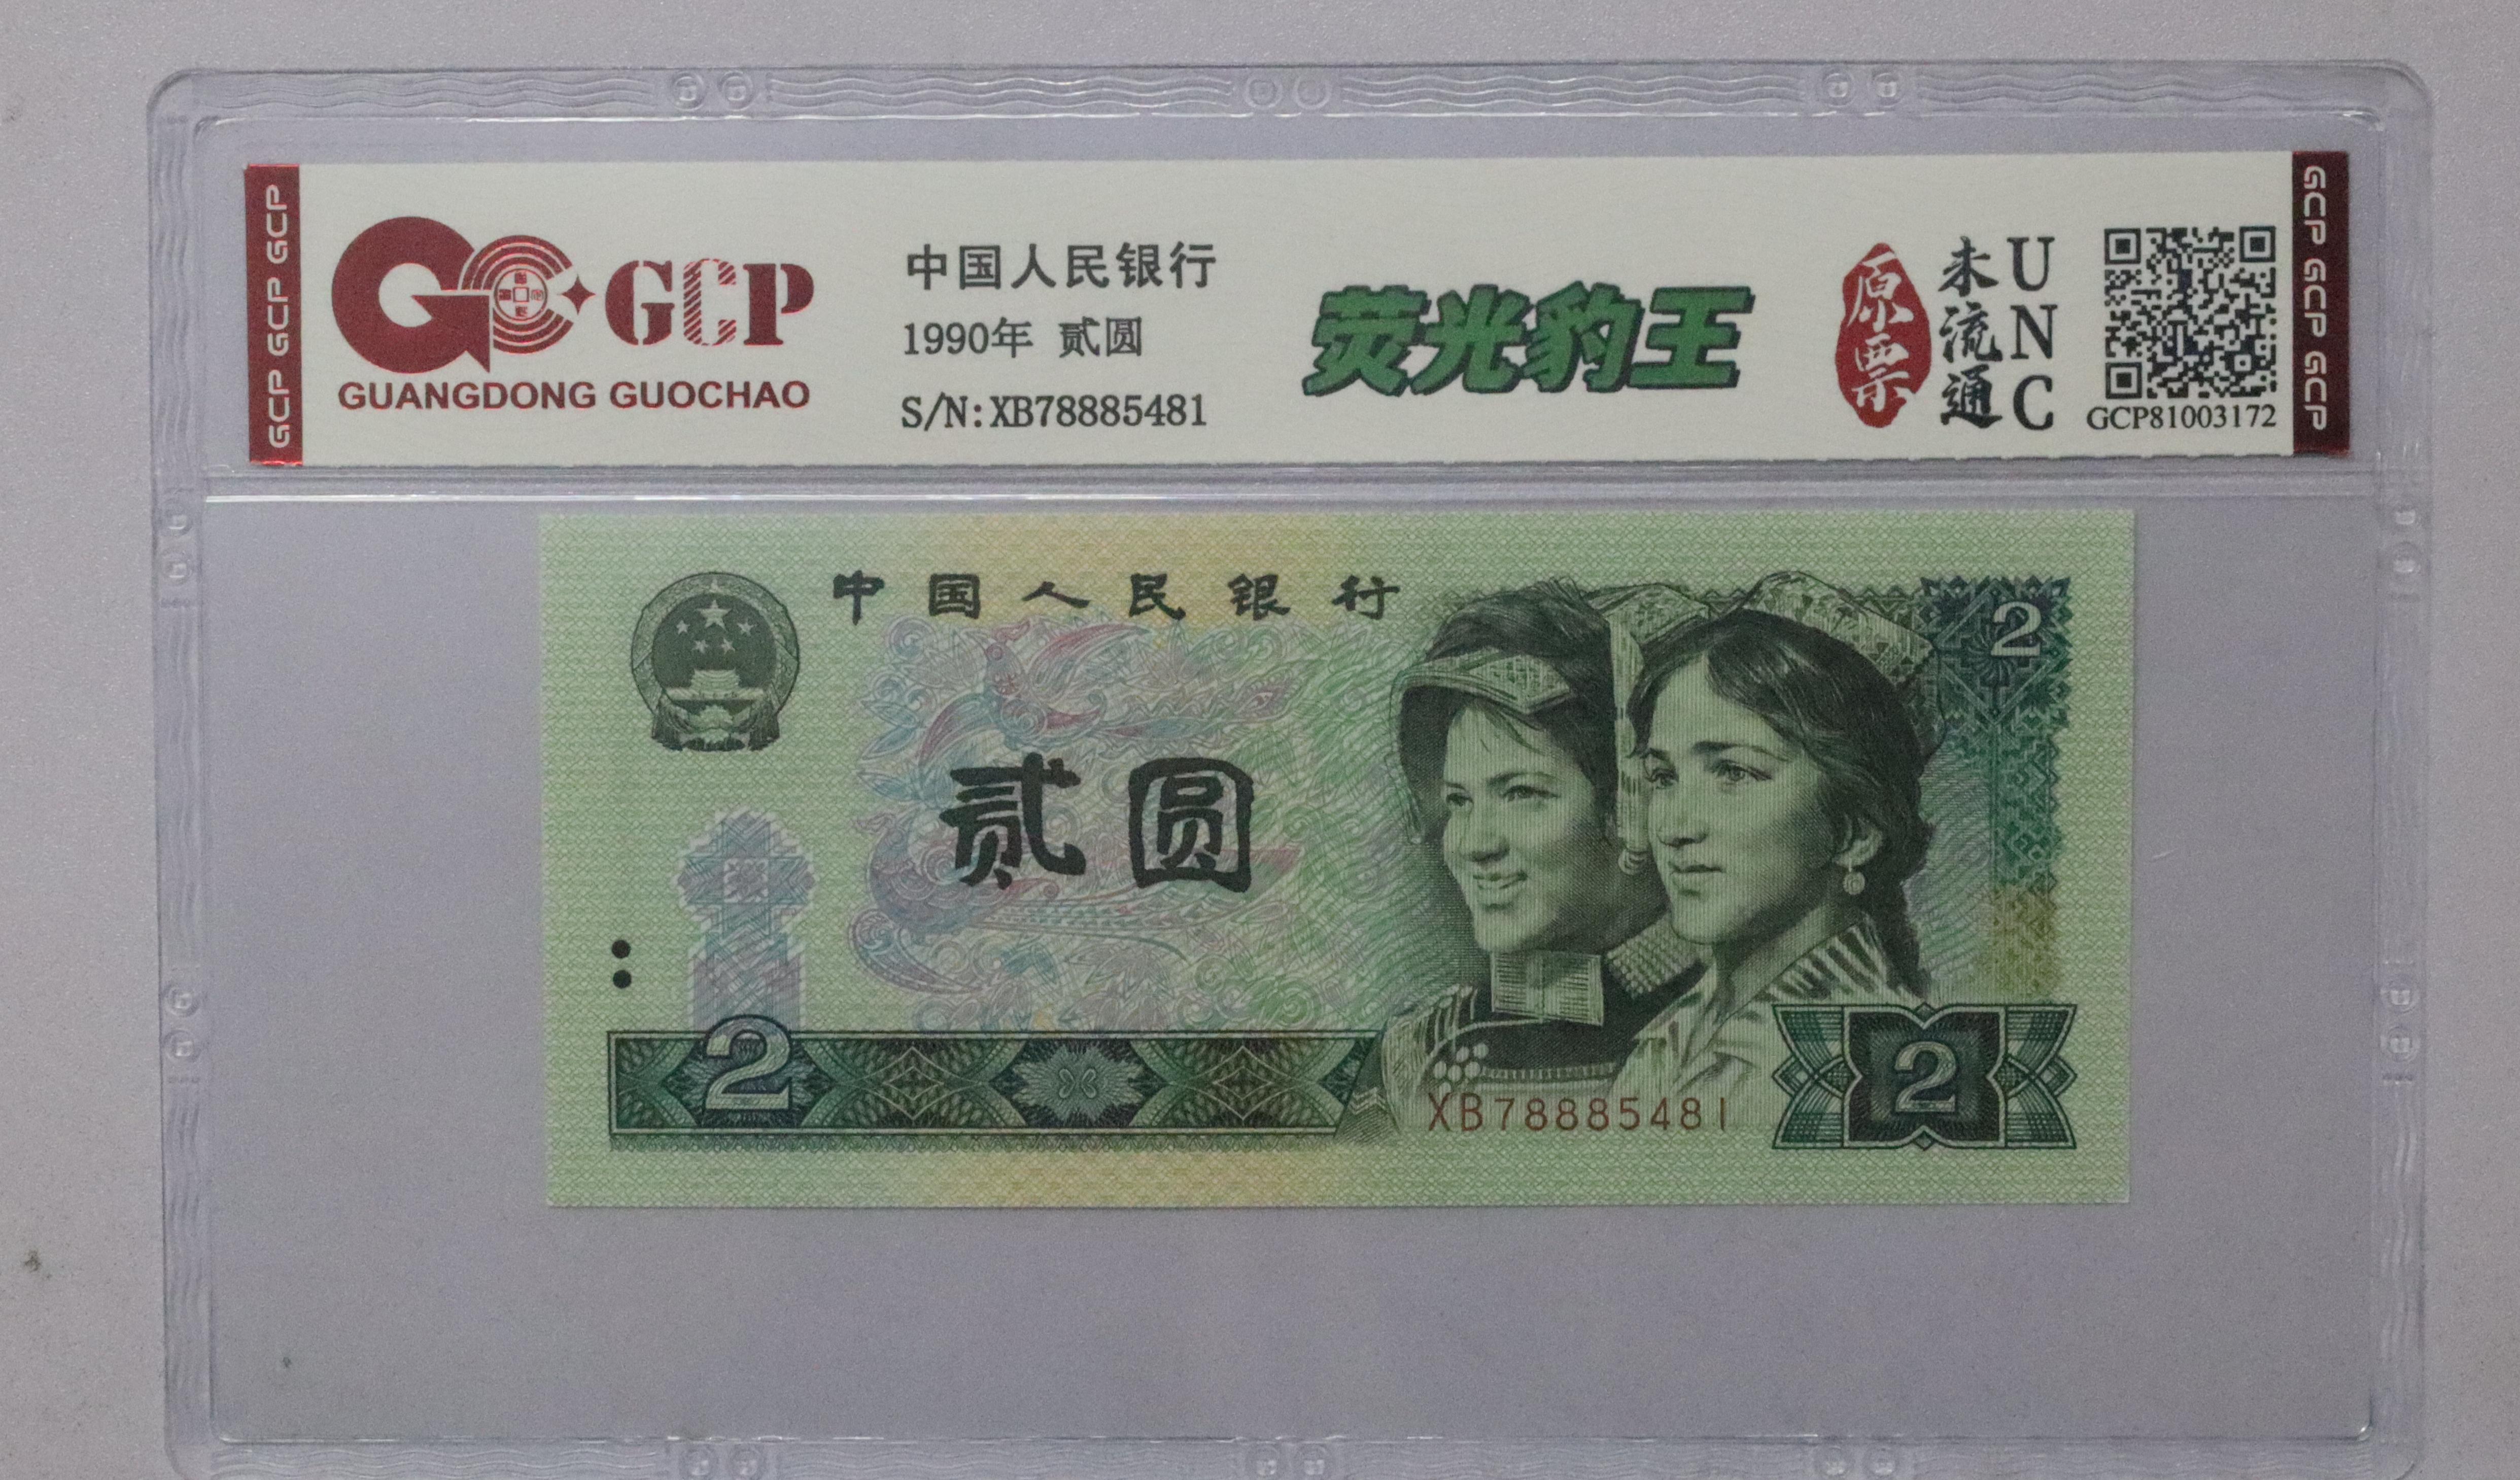 GCP GCP GCP
GCP
GUANGDONG GUOCHAO
中国人民银行
1990年 贰圆
S/N:XB78885481
荧光豹王
原票
未流通
UNC
GCP81003172
GCP GCP GCP
中国人民银行
2
贰圆
2
XB78885481
2